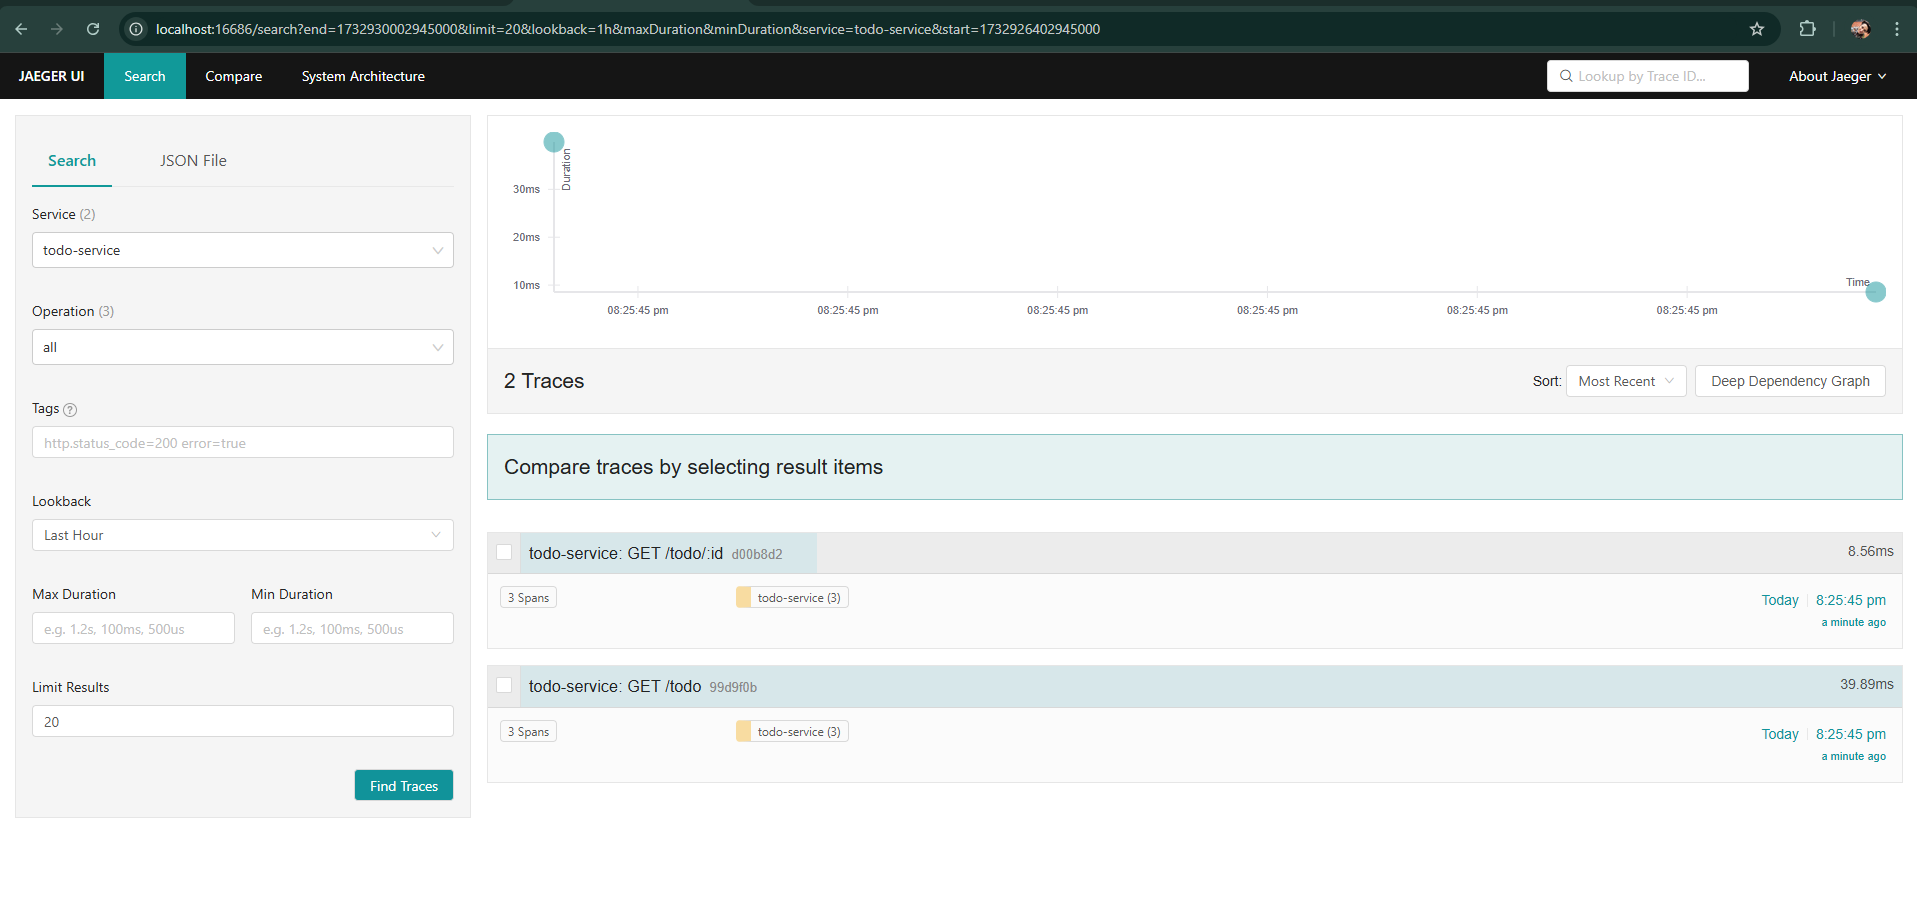 localhost:16686/search?end=1732930002945000&limit=20&lookback=1h&maxDuration&minDuration&service=todo-service&start=1732926402945000
JAEGER UI Search Compare System Architecture Lookup by Trace ID... About Jaeger
Search JSON File
Service (2)
todo-service
Operation (3)
all
Tags ?
http.status_code=200 error=true
Lookback
Last Hour
Max Duration Min Duration
e.g. 1.2s, 100ms, 500us e.g. 1.2s, 100ms, 500us
Limit Results
20
Find Traces
Duration
30ms
20ms
10ms
Time
08:25:45 pm 08:25:45 pm 08:25:45 pm 08:25:45 pm 08:25:45 pm 08:25:45 pm
2 Traces Sort: Most Recent Deep Dependency Graph
Compare traces by selecting result items
todo-service: GET /todo/:id d00b8d2 8.56ms
3 Spans todo-service (3) Today 8:25:45 pm
a minute ago
todo-service: GET /todo 99d9f0b 39.89ms
3 Spans todo-service (3) Today 8:25:45 pm
a minute ago